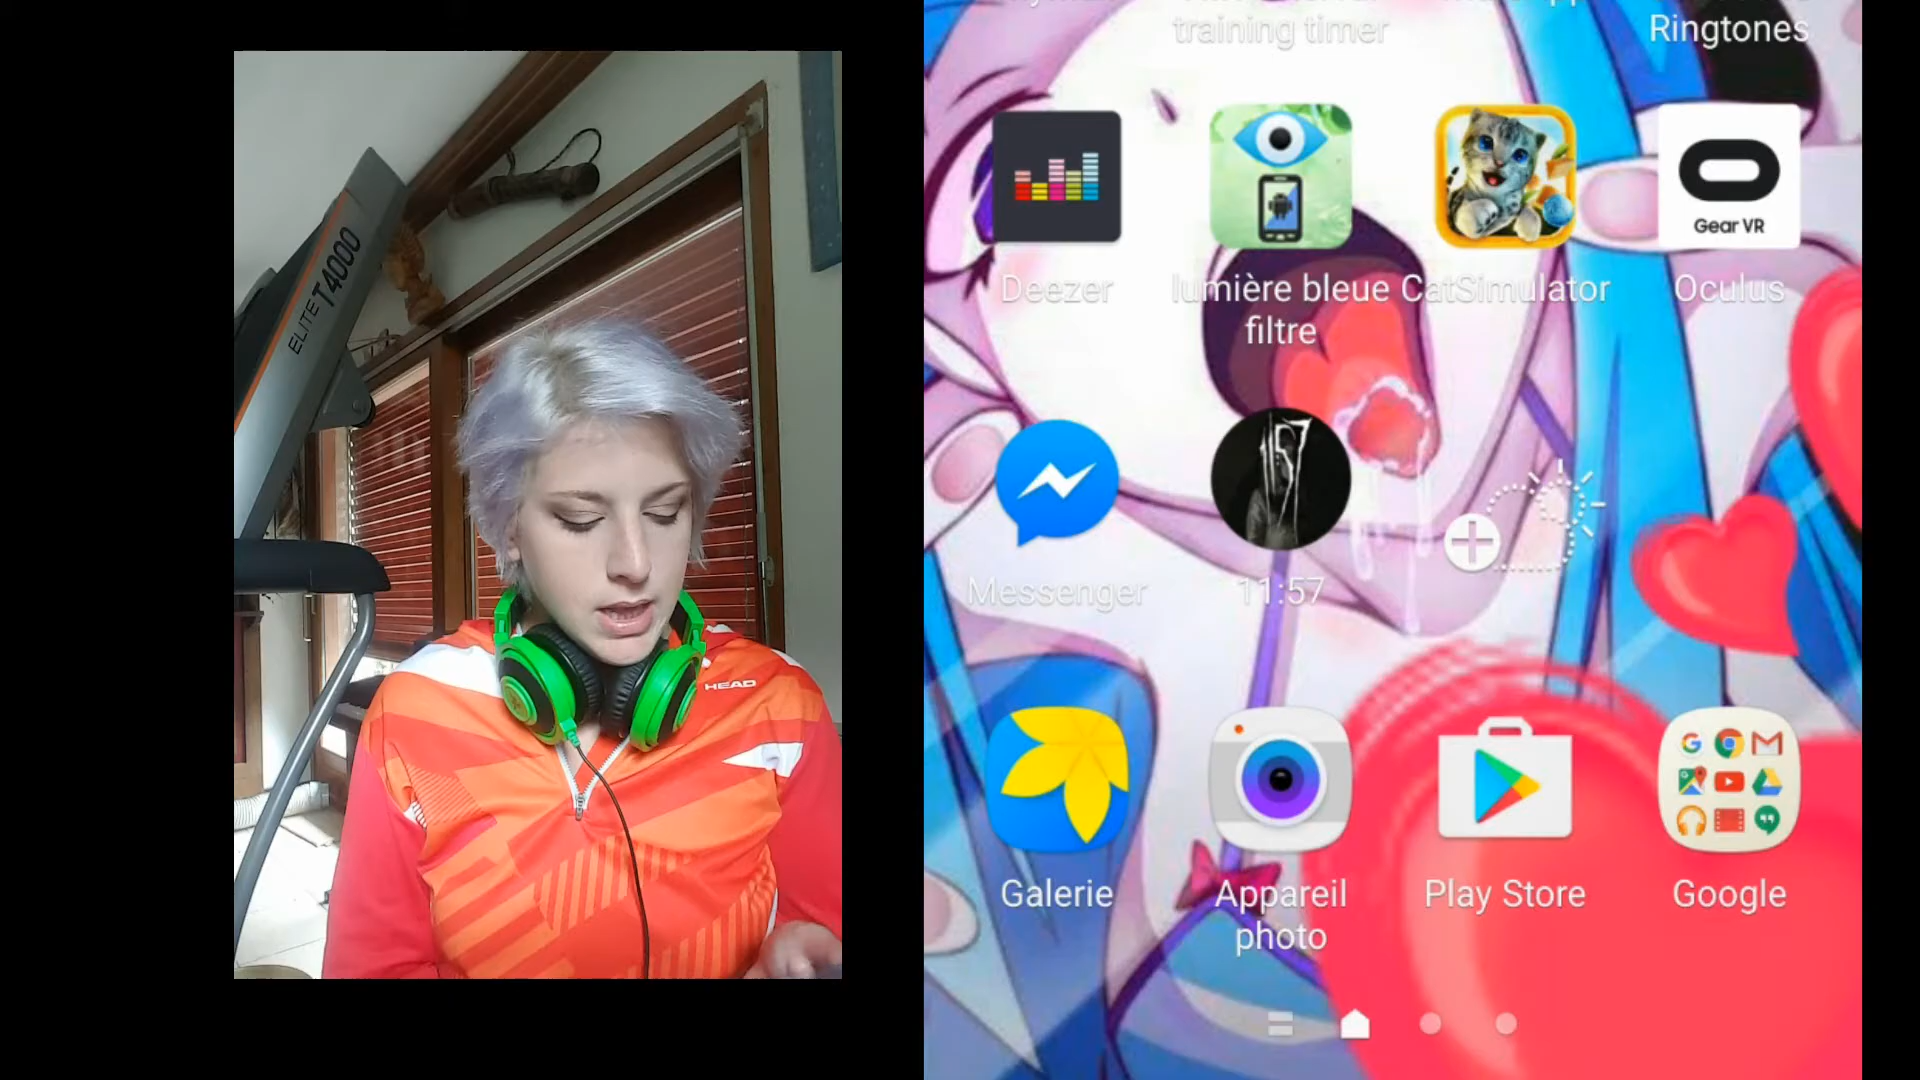 ELITE T4000
HEAD
training timer
Ringtones
Gear VR
Deezer
lumière bleue
filtre
CatSimulator
Oculus
Messenger
11:57
Galerie
Appareil
photo
Play Store
Google